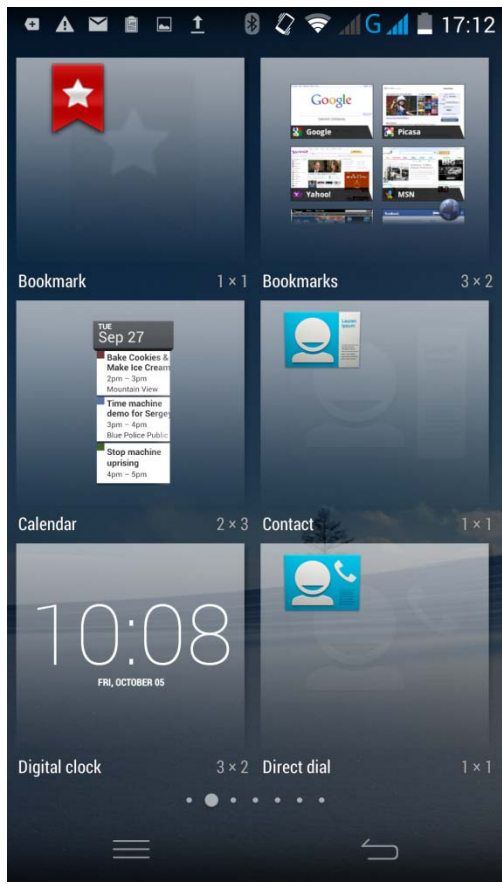 G 17:12
Google
Google
Picasa
Yahoo!
MSN
Bookmark 1 × 1
Bookmarks 3 × 2
TUE
Sep 27
Bake Cookies &
Make Ice Cream
2pm – 3pm
Mountain View
Time machine
demo for Sergey
3pm – 4pm
Blue Police Public
Stop machine
uprising
4pm – 5pm
Lorem
ipsum
Calendar 2 × 3
Contact 1 × 1
10:08
FRI, OCTOBER 05
Digital clock 3 × 2
Direct dial 1 × 1